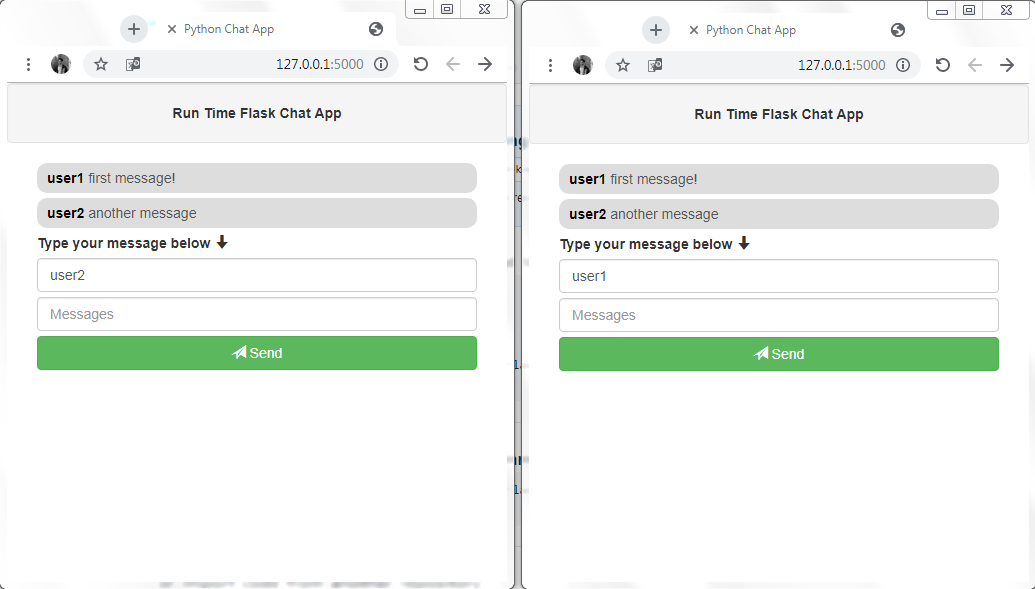 Python Chat App
127.0.0.1:5000
Run Time Flask Chat App
user1 first message!
user2 another message
Type your message below
user2
Messages
Send
Python Chat App
127.0.0.1:5000
Run Time Flask Chat App
user1 first message!
user2 another message
Type your message below
user1
Messages
Send